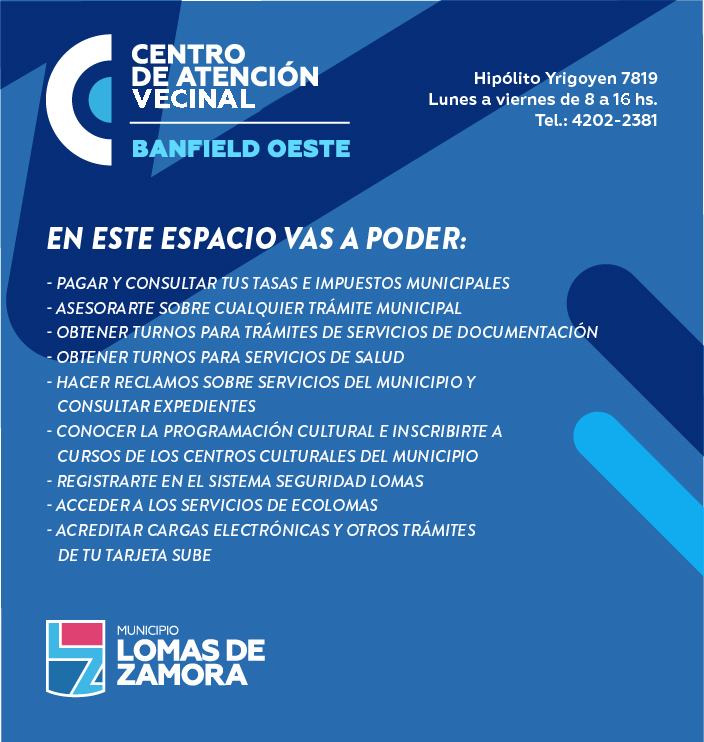 CENTRO
DE ATENCIÓN
VECINAL
BANFIELD OESTE
Hipólito Yrigoyen 7819
Lunes a viernes de 8 a 16 hs.
Tel.: 4202-2381
EN ESTE ESPACIO VAS A PODER:
- PAGAR Y CONSULTAR TUS TASAS E IMPUESTOS MUNICIPALES
- ASESORARTE SOBRE CUALQUIER TRÁMITE MUNICIPAL
- OBTENER TURNOS PARA TRÁMITES DE SERVICIOS DE DOCUMENTACIÓN
- OBTENER TURNOS PARA SERVICIOS DE SALUD
- HACER RECLAMOS SOBRE SERVICIOS DEL MUNICIPIO Y
CONSULTAR EXPEDIENTES
- CONOCER LA PROGRAMACIÓN CULTURAL E INSCRIBIRTE A
CURSOS DE LOS CENTROS CULTURALES DEL MUNICIPIO
- REGISTRARTE EN EL SISTEMA SEGURIDAD LOMAS
- ACCEDER A LOS SERVICIOS DE ECOLOMAS
- ACREDITAR CARGAS ELECTRÓNICAS Y OTROS TRÁMITES
DE TU TARJETA SUBE
MUNICIPIO
LOMAS DE
ZAMORA